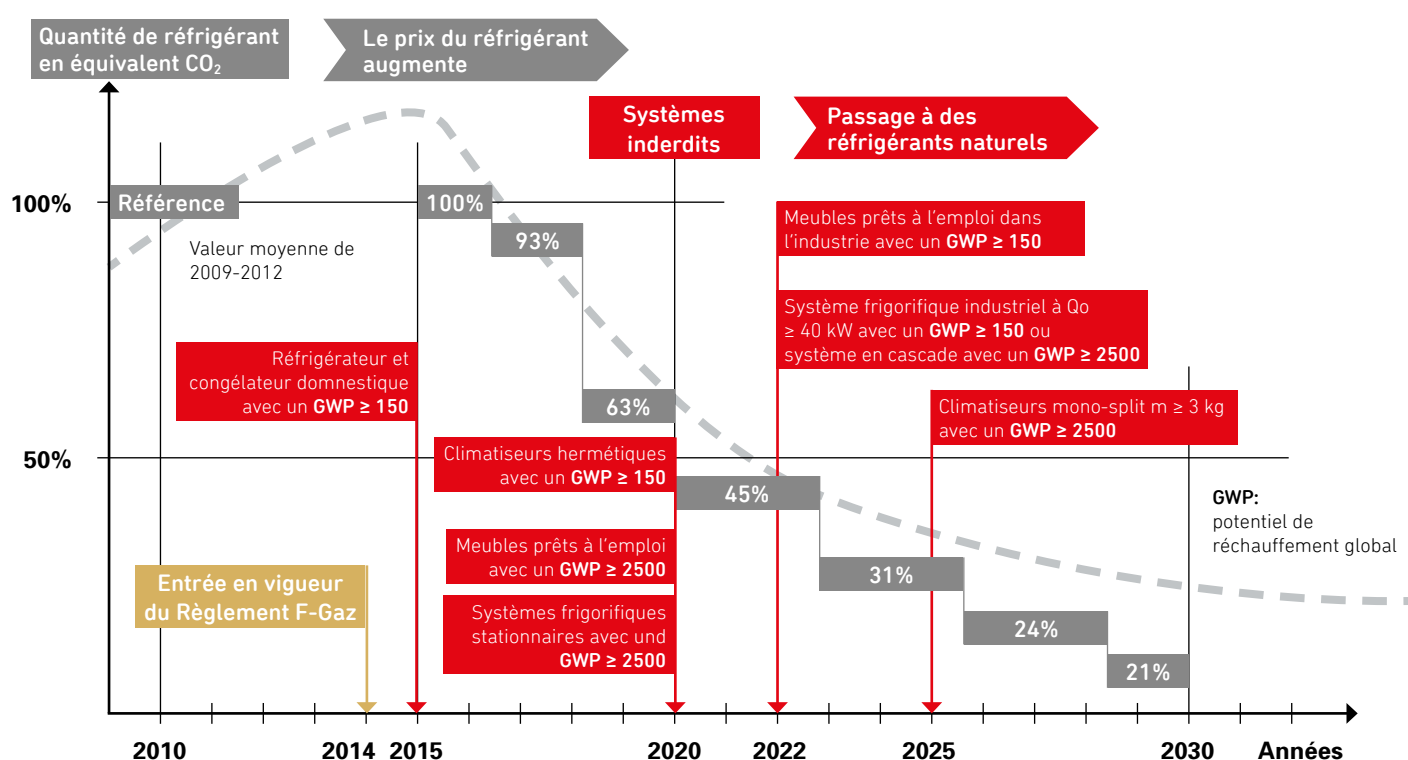 Quantité de réfrigérant
en équivalent CO₂
Le prix du réfrigérant
augmente
Systèmes
interdits
Passage à des
réfrigérants naturels
100%
Référence
100%
Valeur moyenne de
2009-2012
93%
Meubles prêts à l'emploi dans
l'industrie avec un GWP ≥ 150
Système frigorifique industriel à Qo
≥ 40 kW avec un GWP ≥ 150 ou
système en cascade avec un GWP ≥ 2500
Réfrigérateur et
congélateur domnestique
avec un GWP ≥ 150
63%
Climatiseurs mono-split m ≥ 3 kg
avec un GWP ≥ 2500
50%
Climatiseurs hermétiques
avec un GWP ≥ 150
45%
GWP:
potentiel de
réchauffement global
Meubles prêts à l'emploi
avec un GWP ≥ 2500
31%
Entrée en vigueur
du Règlement F-Gaz
Systèmes frigorifiques
stationnaires avec und
GWP ≥ 2500
24%
21%
2010
2014
2015
2020
2022
2025
2030
Années